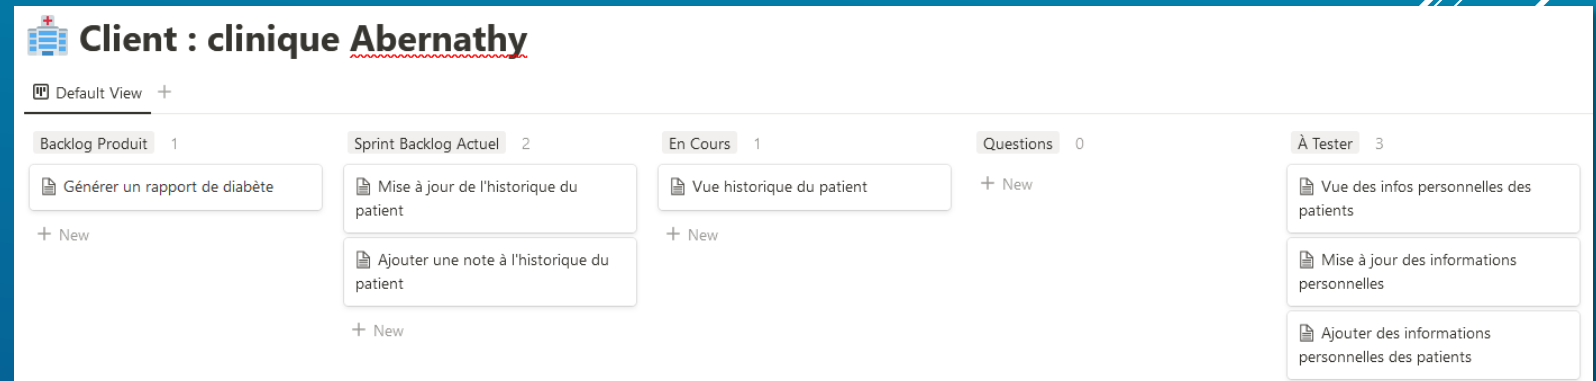 Client : clinique Abernathy
Default View
Backlog Produit 1
Générer un rapport de diabète
New
Sprint Backlog Actuel 2
Mise à jour de l'historique du
patient
Ajouter une note à l'historique du
patient
New
En Cours 1
Vue historique du patient
New
Questions 0
New
À Tester 3
Vue des infos personnelles des
patients
Mise à jour des informations
personnelles
Ajouter des informations
personnelles des patients